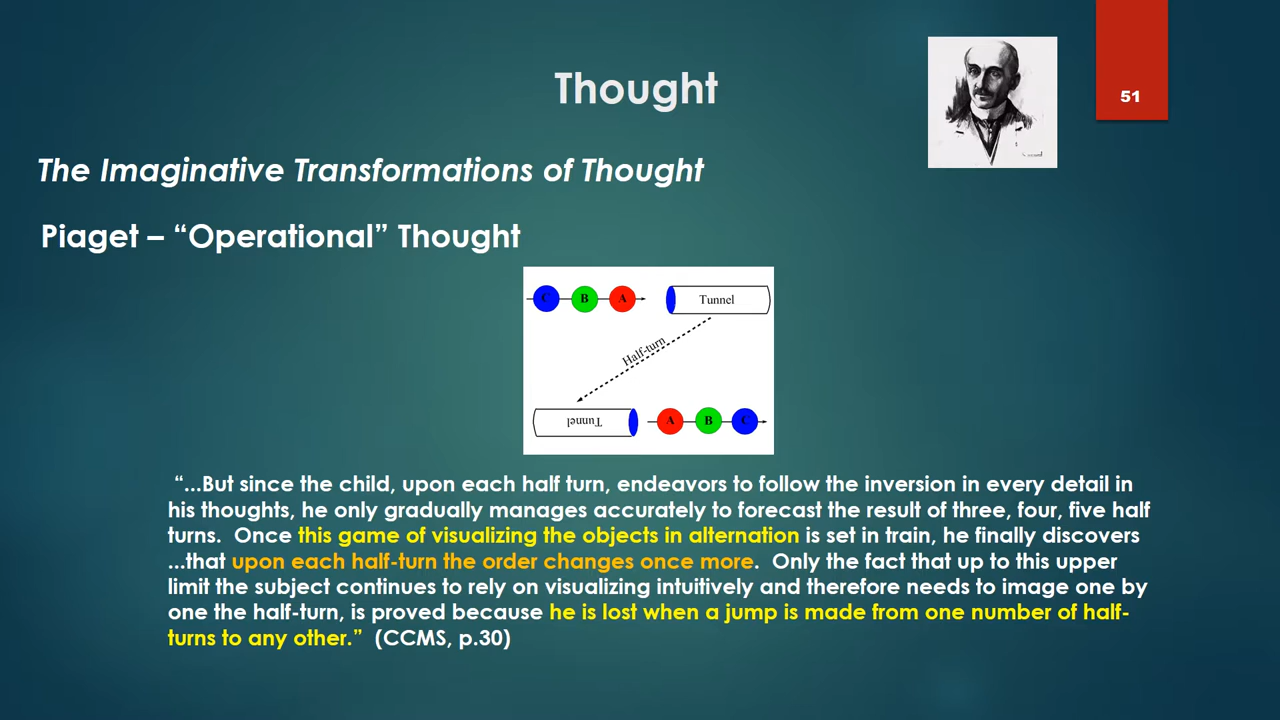 Thought
51
The Imaginative Transformations of Thought
Piaget – “Operational” Thought
C B A Tunnel
Half-turn
Tunnel A B C
“...But since the child, upon each half turn, endeavors to follow the inversion in every detail in
his thoughts, he only gradually manages accurately to forecast the result of three, four, five half
turns. Once this game of visualizing the objects in alternation is set in train, he finally discovers
...that upon each half-turn the order changes once more. Only the fact that up to this upper
limit the subject continues to rely on visualizing intuitively and therefore needs to image one by
one the half-turn, is proved because he is lost when a jump is made from one number of half-
turns to any other.” (CCMS, p.30)